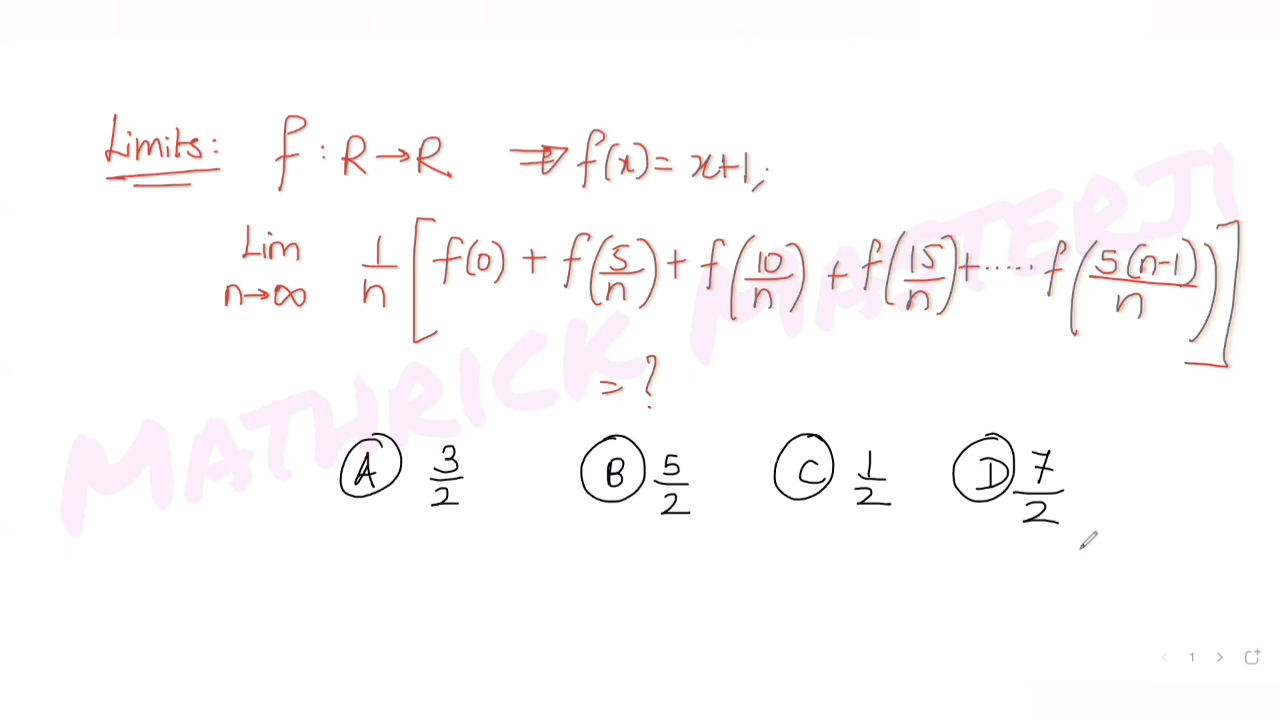 Limits: f : R→R ⇒ f(x) = x+1;
Lim n→∞ 1/n [f(0) + f(5/n) + f(10/n) + f(15/n) + ..... f(5(n-1)/n)]
= ?
A 3/2 B 5/2 C 1/2 D 7/2
MATHRICK MASTERJI
1